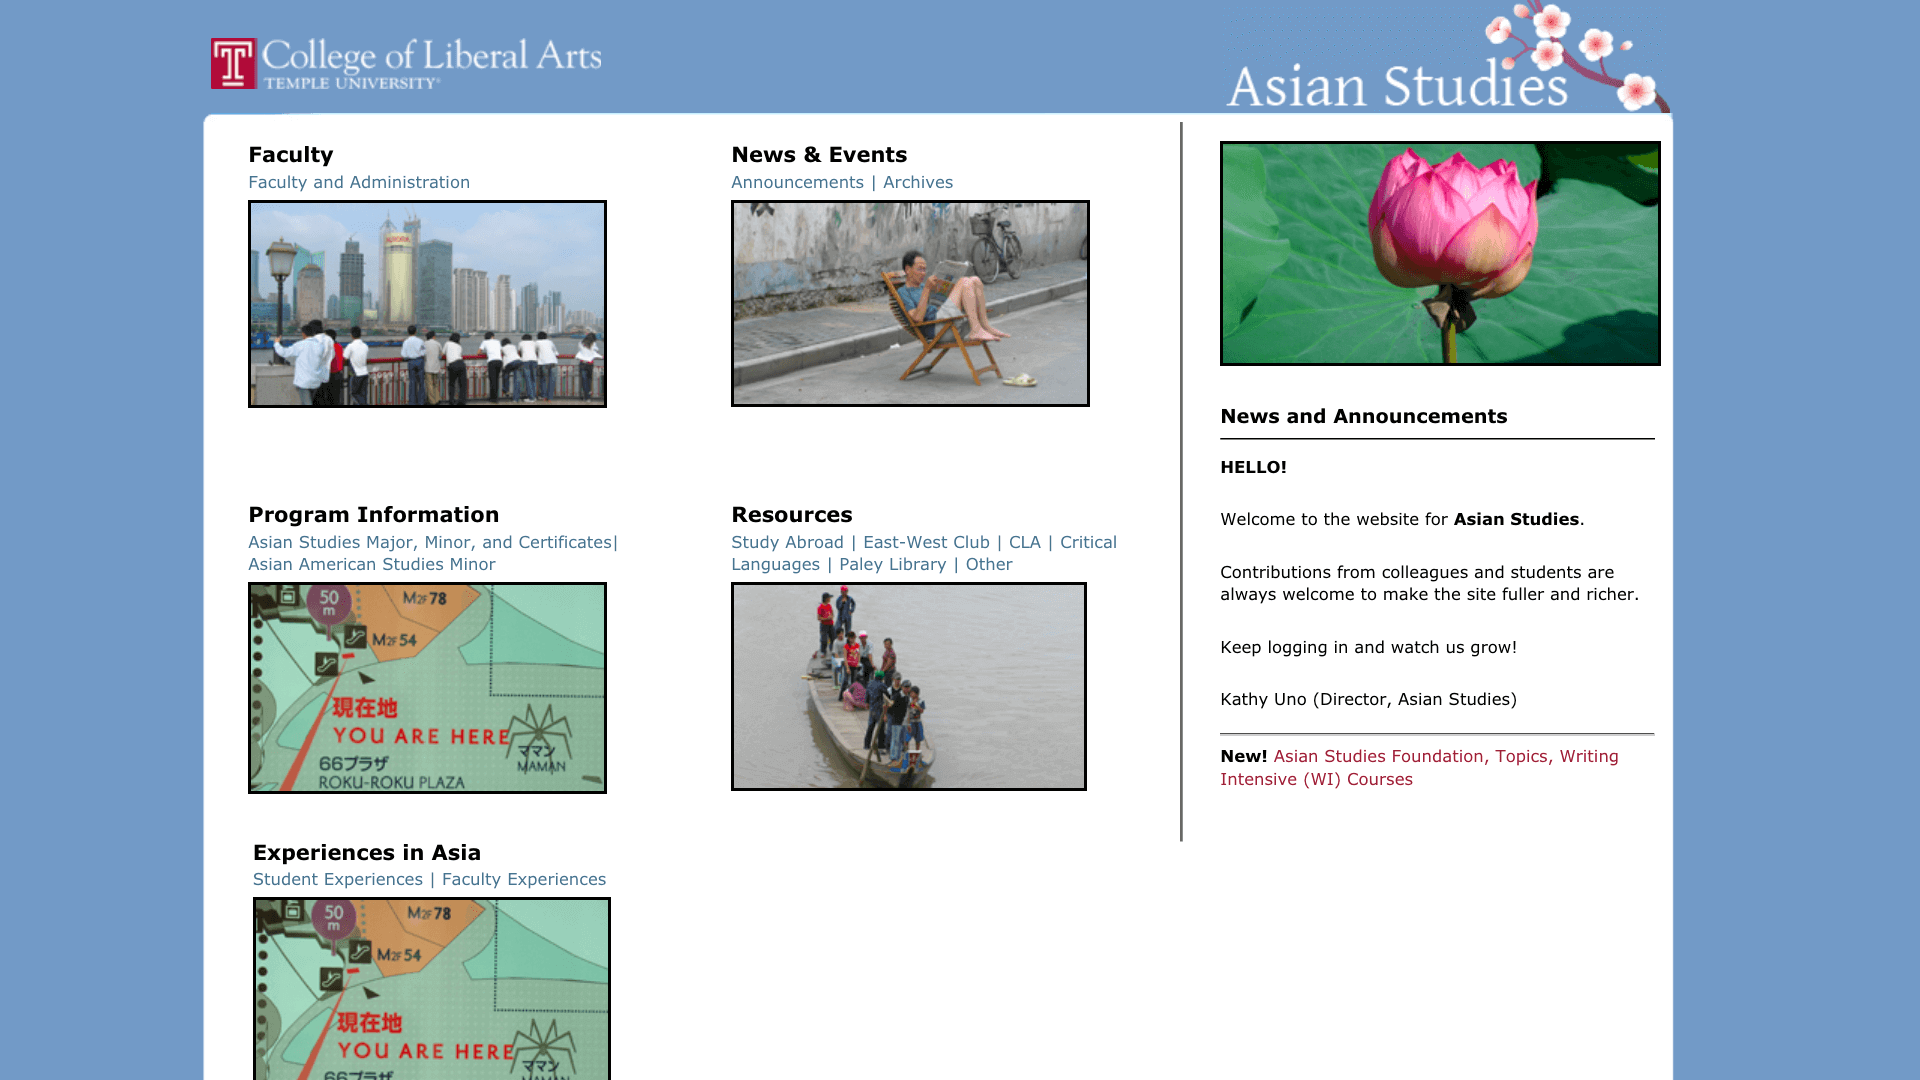 College of Liberal Arts
TEMPLE UNIVERSITY®
Asian Studies
Faculty
Faculty and Administration
News & Events
Announcements | Archives
Program Information
Asian Studies Major, Minor, and Certificates|
Asian American Studies Minor
50
m
M2F 78
M2F 54
現在地
YOU ARE HERE
66プラザ
ROKU-ROKU PLAZA
ママン
MAMAN
Resources
Study Abroad | East-West Club | CLA | Critical
Languages | Paley Library | Other
Experiences in Asia
Student Experiences | Faculty Experiences
50
m
M2F 78
M2F 54
現在地
YOU ARE HERE
66プラザ
ママン
MAMAN
News and Announcements
HELLO!
Welcome to the website for Asian Studies.
Contributions from colleagues and students are
always welcome to make the site fuller and richer.
Keep logging in and watch us grow!
Kathy Uno (Director, Asian Studies)
New! Asian Studies Foundation, Topics, Writing
Intensive (WI) Courses